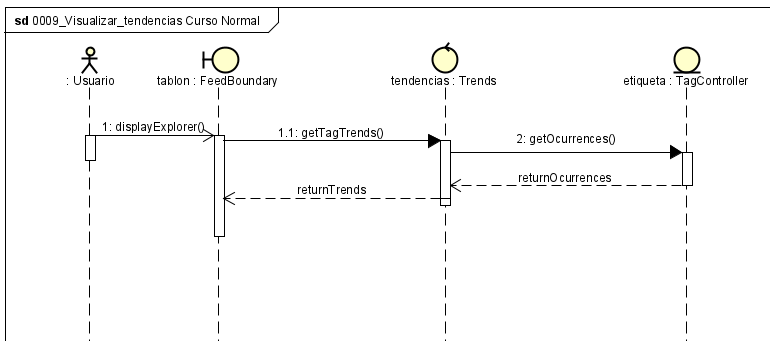 sd 0009_Visualizar_tendencias Curso Normal
: Usuario
tablon : FeedBoundary
tendencias : Trends
etiqueta : TagController
1: displayExplorer()
1.1: getTagTrends()
2: getOcurrences()
returnOcurrences
returnTrends